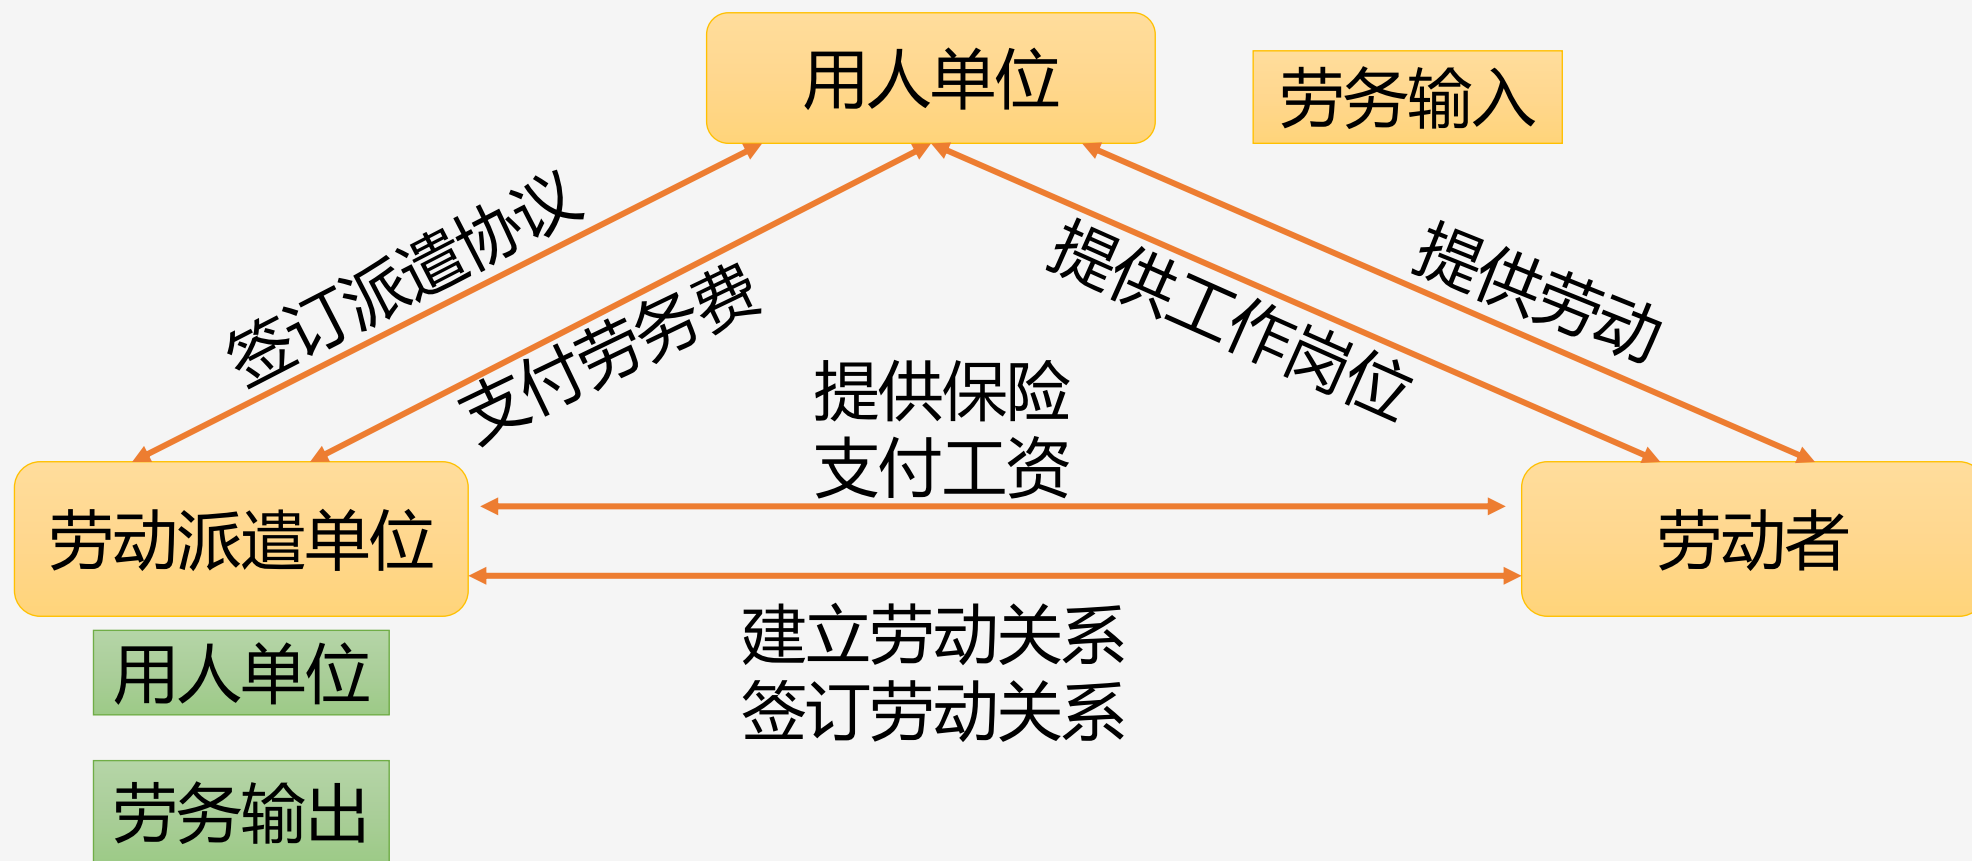 用人单位
劳务输入
签订派遣协议
支付劳务费
提供工作岗位
提供劳动
提供保险
支付工资
劳动派遣单位
劳动者
建立劳动关系
签订劳动关系
用人单位
劳务输出